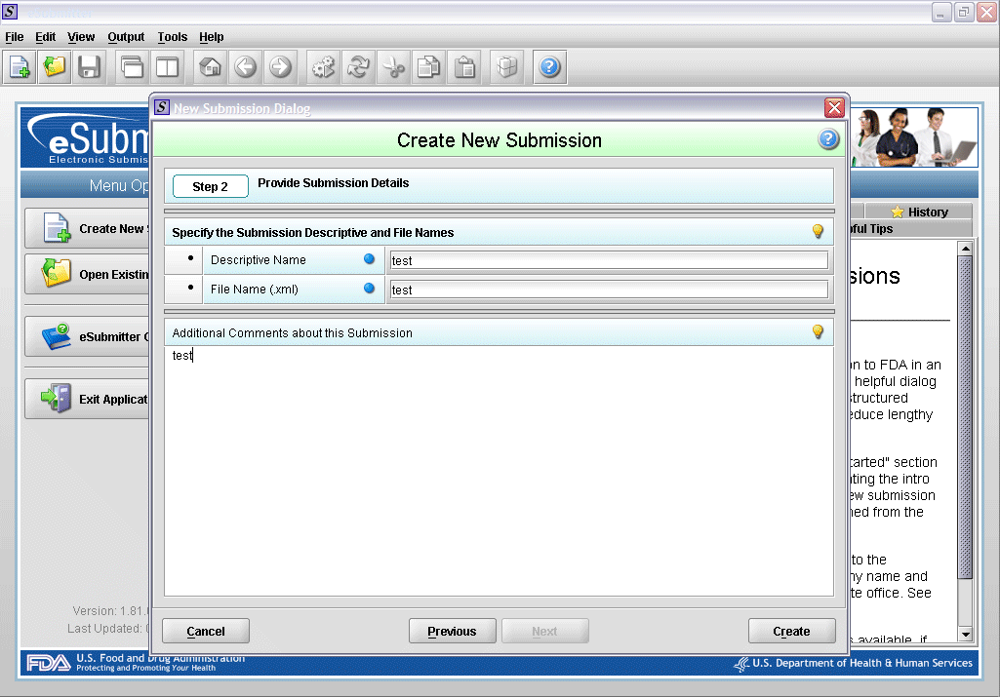 S
File Edit View Output Tools Help
S New Submission Dialog
Create New Submission
Step 2 Provide Submission Details
Specify the Submission Descriptive and File Names
• Descriptive Name test
• File Name (.xml) test
Additional Comments about this Submission
test
Cancel Previous Next Create
eSubm
Electronic Submis
Menu Op
Create New
Open Existin
eSubmitter
Exit Applicat
Version: 1.81.
Last Updated:
History
ful Tips
sions
on to FDA in an
helpful dialog
structured
educe lengthy
tarted" section
ting the intro
ew submission
ned from the
to the
ny name and
te office. See
s available, if
FDA U.S. Food and Drug Administration
Protecting and Promoting Your Health
U.S. Department of Health & Human Services